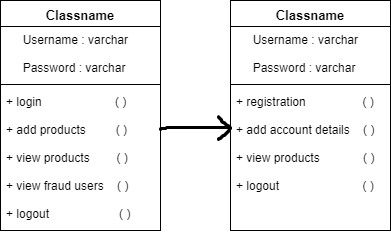 Classname
Username : varchar
Password : varchar
+ login ( )
+ add products ( )
+ view products ( )
+ view fraud users ( )
+ logout ( )
Classname
Username : varchar
Password : varchar
+ registration ( )
+ add account details ( )
+ view products ( )
+ logout ( )